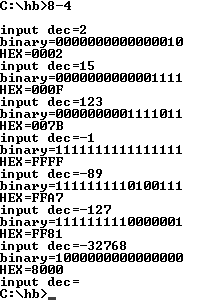 C:\hb>8-4
input dec=2
binary=0000000000000010
HEX=0002
input dec=15
binary=0000000000001111
HEX=000F
input dec=123
binary=0000000001111011
HEX=007B
input dec=-1
binary=1111111111111111
HEX=FFFF
input dec=-89
binary=1111111110100111
HEX=FFA7
input dec=-127
binary=1111111110000001
HEX=FF81
input dec=-32768
binary=1000000000000000
HEX=8000
input dec=
C:\hb>_